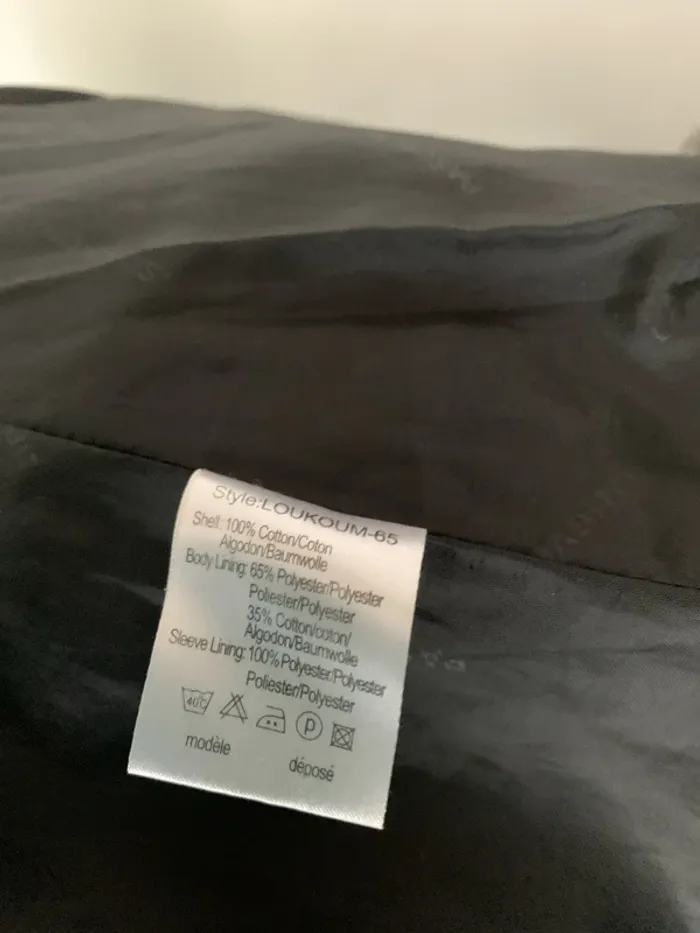 Style:LOUKOUM-65
Shell: 100% Cotton/Coton
Algodon/Baumwolle
Body Lining: 65% Polyester/Polyester
Poliester/Polyester
35% Cotton/coton/
Algodon/Baumwolle
Sleeve Lining: 100% Polyester/Polyester
Poliester/Polyester
40C P
modèle
déposé